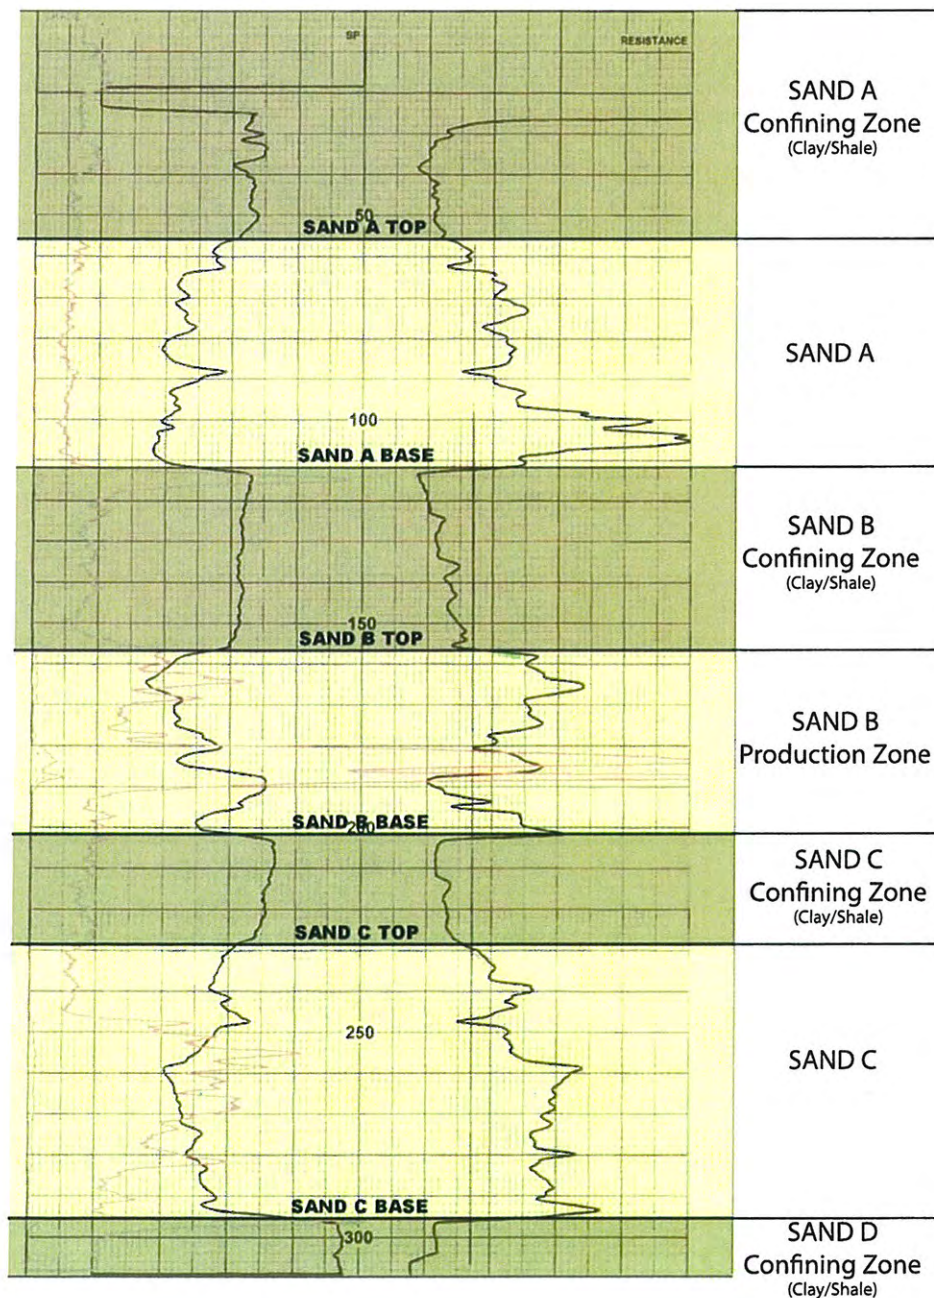 SP
RESISTANCE
SAND A
Confining Zone
(Clay/Shale)
50
SAND A TOP
SAND A
100
SAND A BASE
SAND B
Confining Zone
(Clay/Shale)
150
SAND B TOP
SAND B
Production Zone
SAND B BASE
200
SAND C
Confining Zone
(Clay/Shale)
SAND C TOP
250
SAND C
SAND C BASE
300
SAND D
Confining Zone
(Clay/Shale)